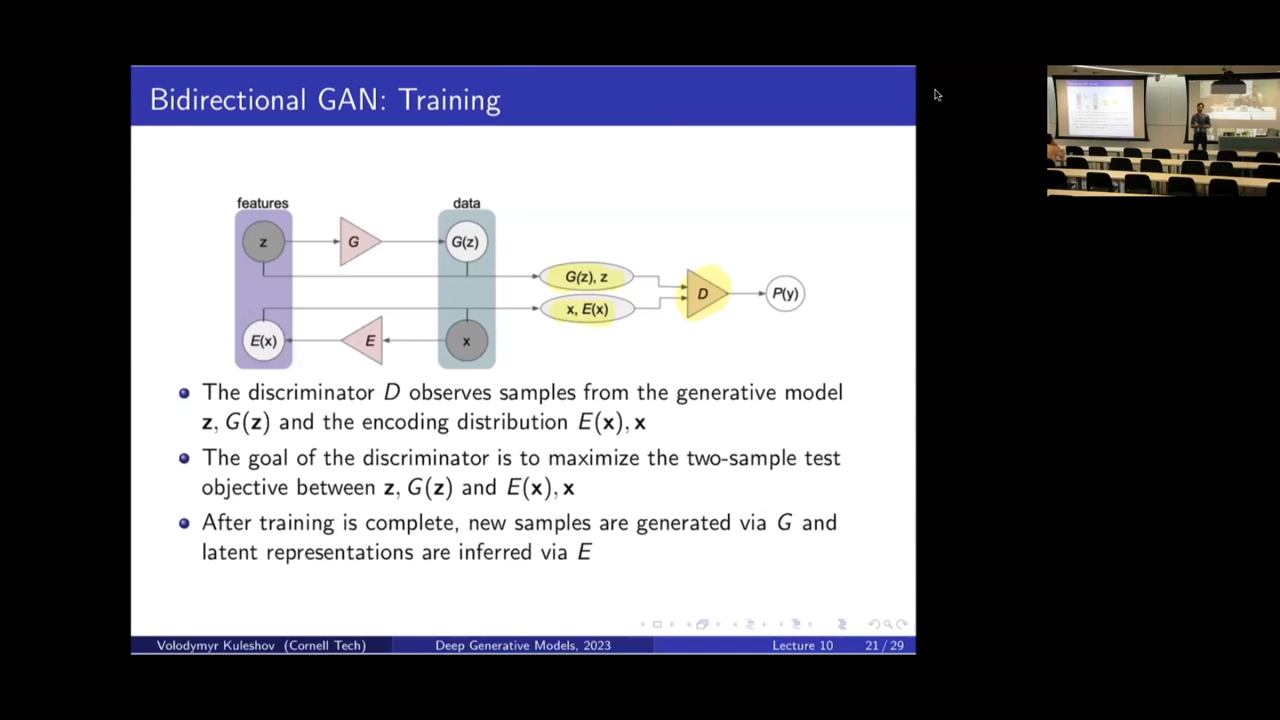 Bidirectional GAN: Training
features
data
z
G
G(z)
G(z), z
D
P(y)
x, E(x)
E(x)
E
x
The discriminator D observes samples from the generative model
z, G(z) and the encoding distribution E(x), x
The goal of the discriminator is to maximize the two-sample test
objective between z, G(z) and E(x), x
After training is complete, new samples are generated via G and
latent representations are inferred via E
Volodymyr Kuleshov (Cornell Tech)
Deep Generative Models, 2023
Lecture 10
21 / 29